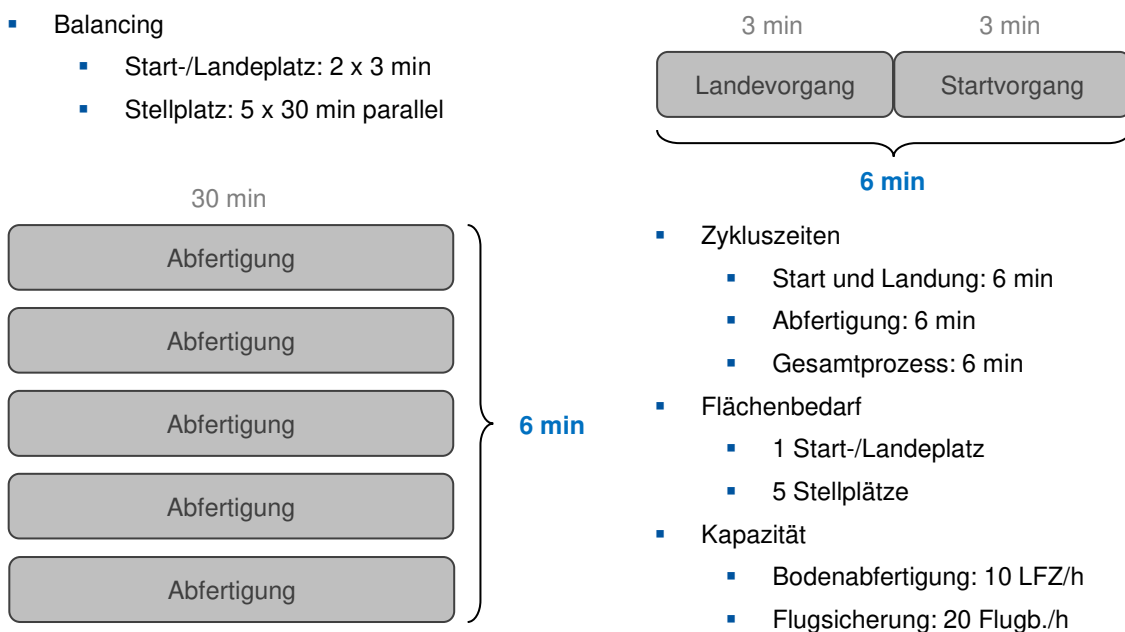 Balancing
Start-/Landeplatz: 2 x 3 min
Stellplatz: 5 x 30 min parallel
30 min
Abfertigung
Abfertigung
Abfertigung
Abfertigung
Abfertigung
6 min
3 min 3 min
Landevorgang Startvorgang
6 min
Zykluszeiten
Start und Landung: 6 min
Abfertigung: 6 min
Gesamtprozess: 6 min
Flächenbedarf
1 Start-/Landeplatz
5 Stellplätze
Kapazität
Bodenabfertigung: 10 LFZ/h
Flugsicherung: 20 Flugb./h